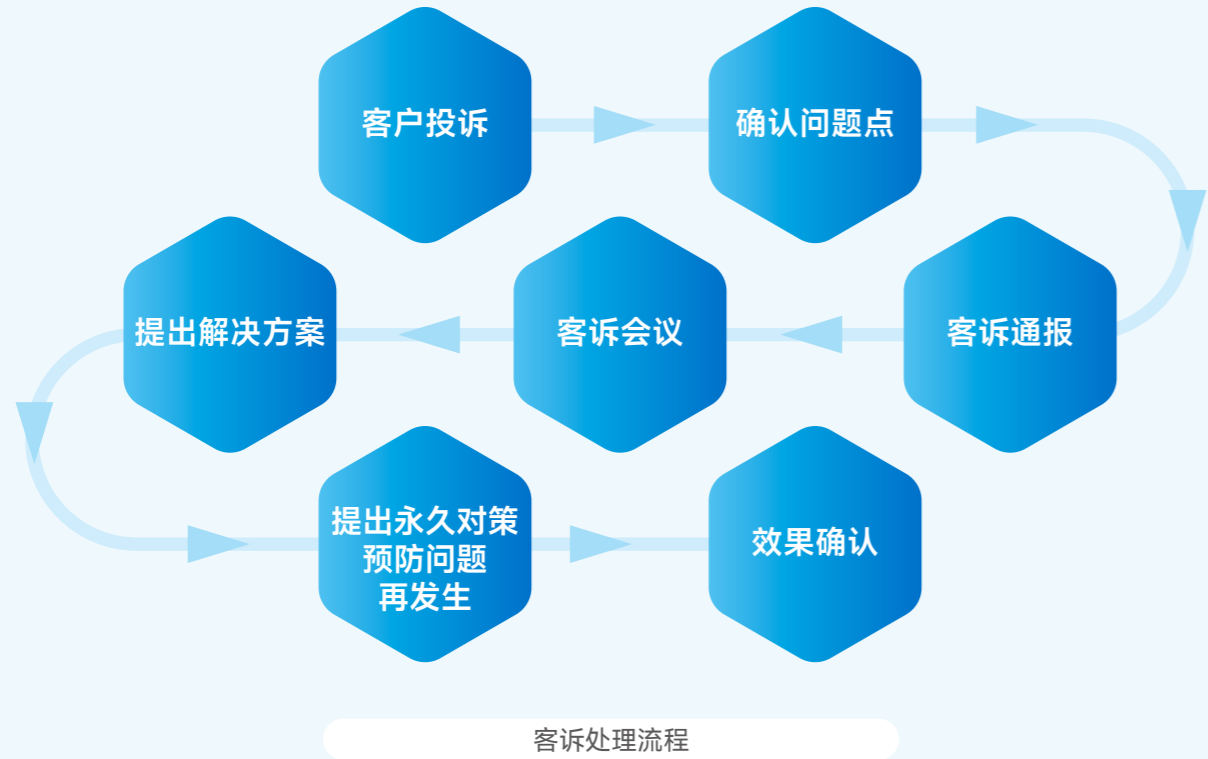 客户投诉
确认问题点
客诉通报
客诉会议
提出解决方案
提出永久对策
预防问题
再发生
效果确认
客诉处理流程